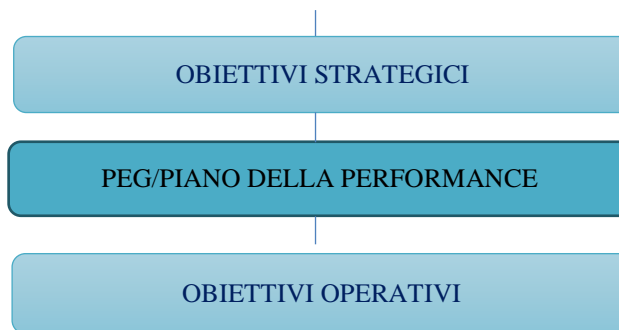 OBIETTIVI STRATEGICI
PEG/PIANO DELLA PERFORMANCE
OBIETTIVI OPERATIVI